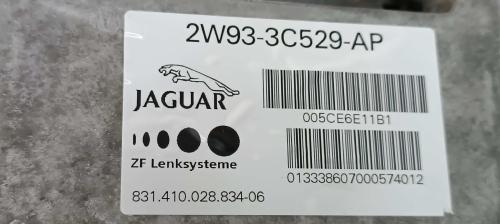 2W93-3C529-AP
JAGUAR
005CE6E11B1
ZF Lenksysteme
831.410.028.834-06
013338607000574012